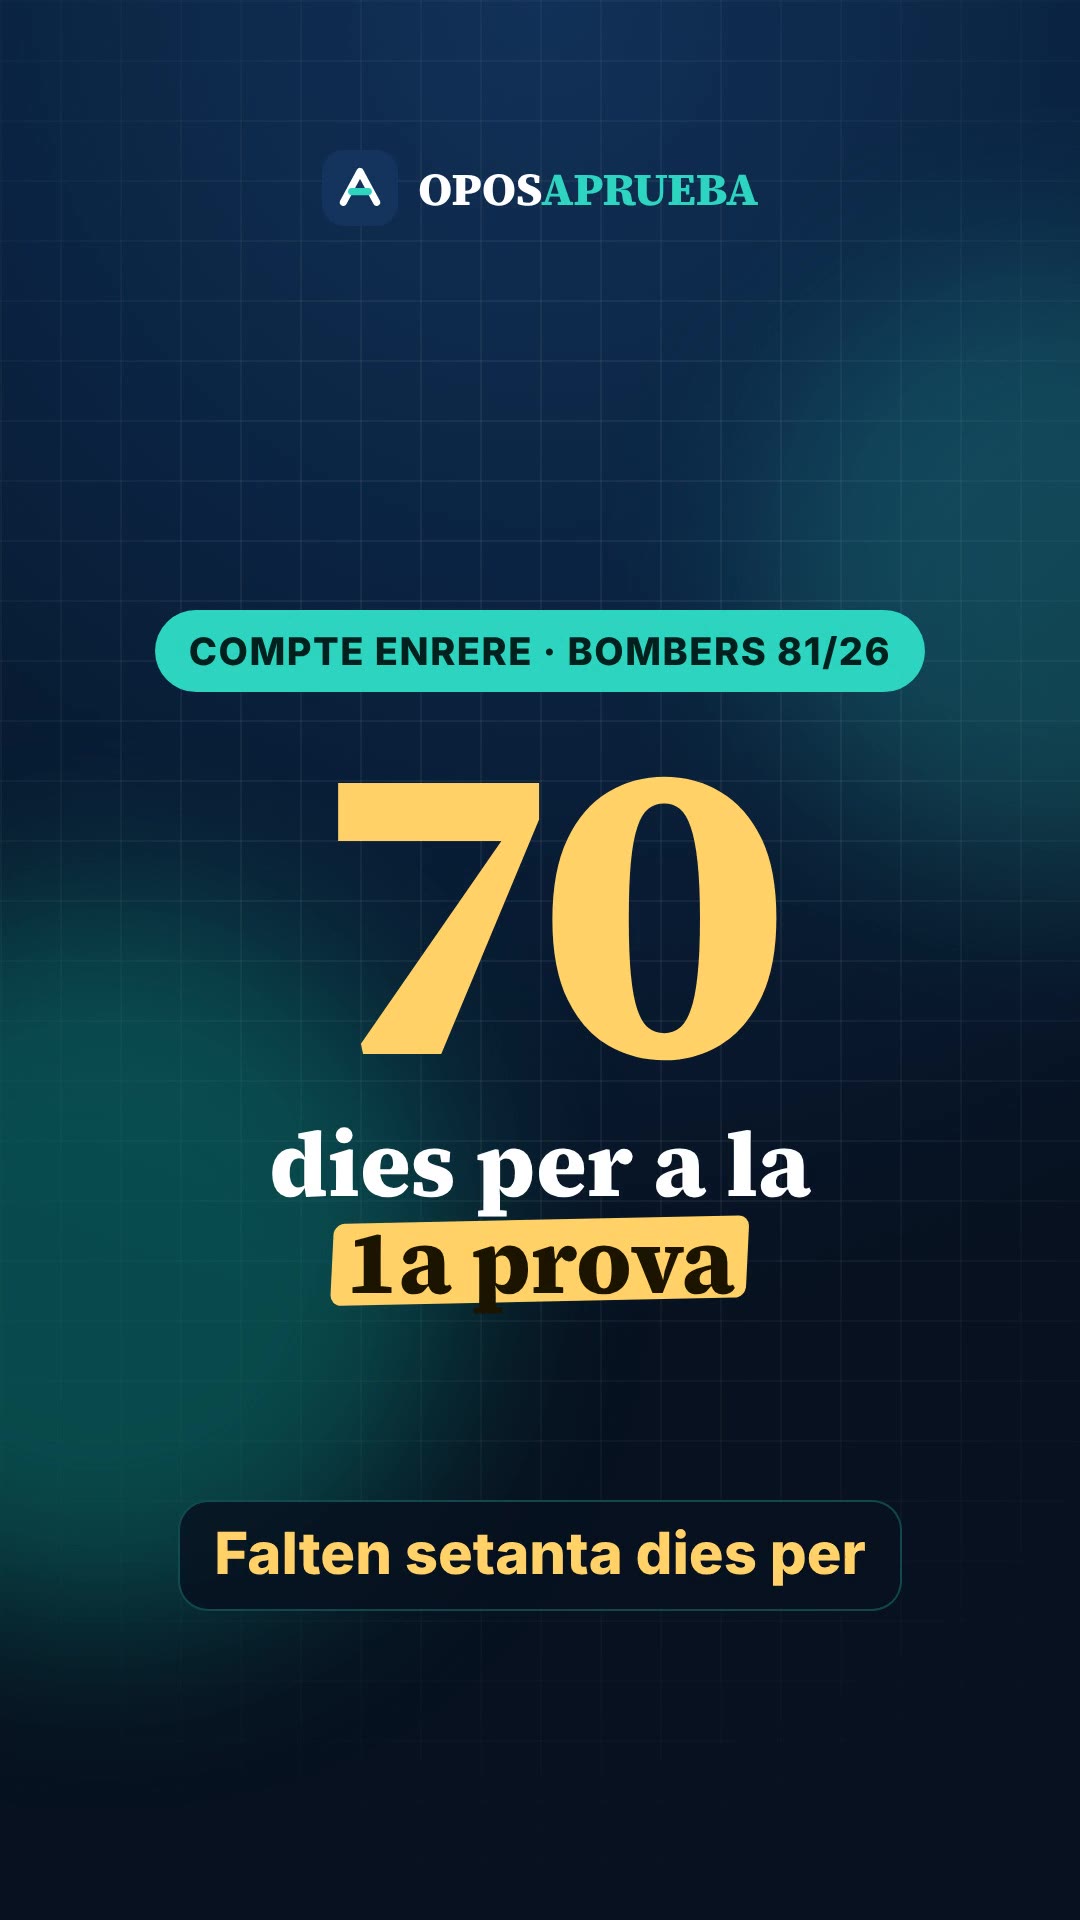 OPOSAPRUEBA
COMPTE ENRERE · BOMBERS 81/26
70
dies per a la
1a prova
Falten setanta dies per